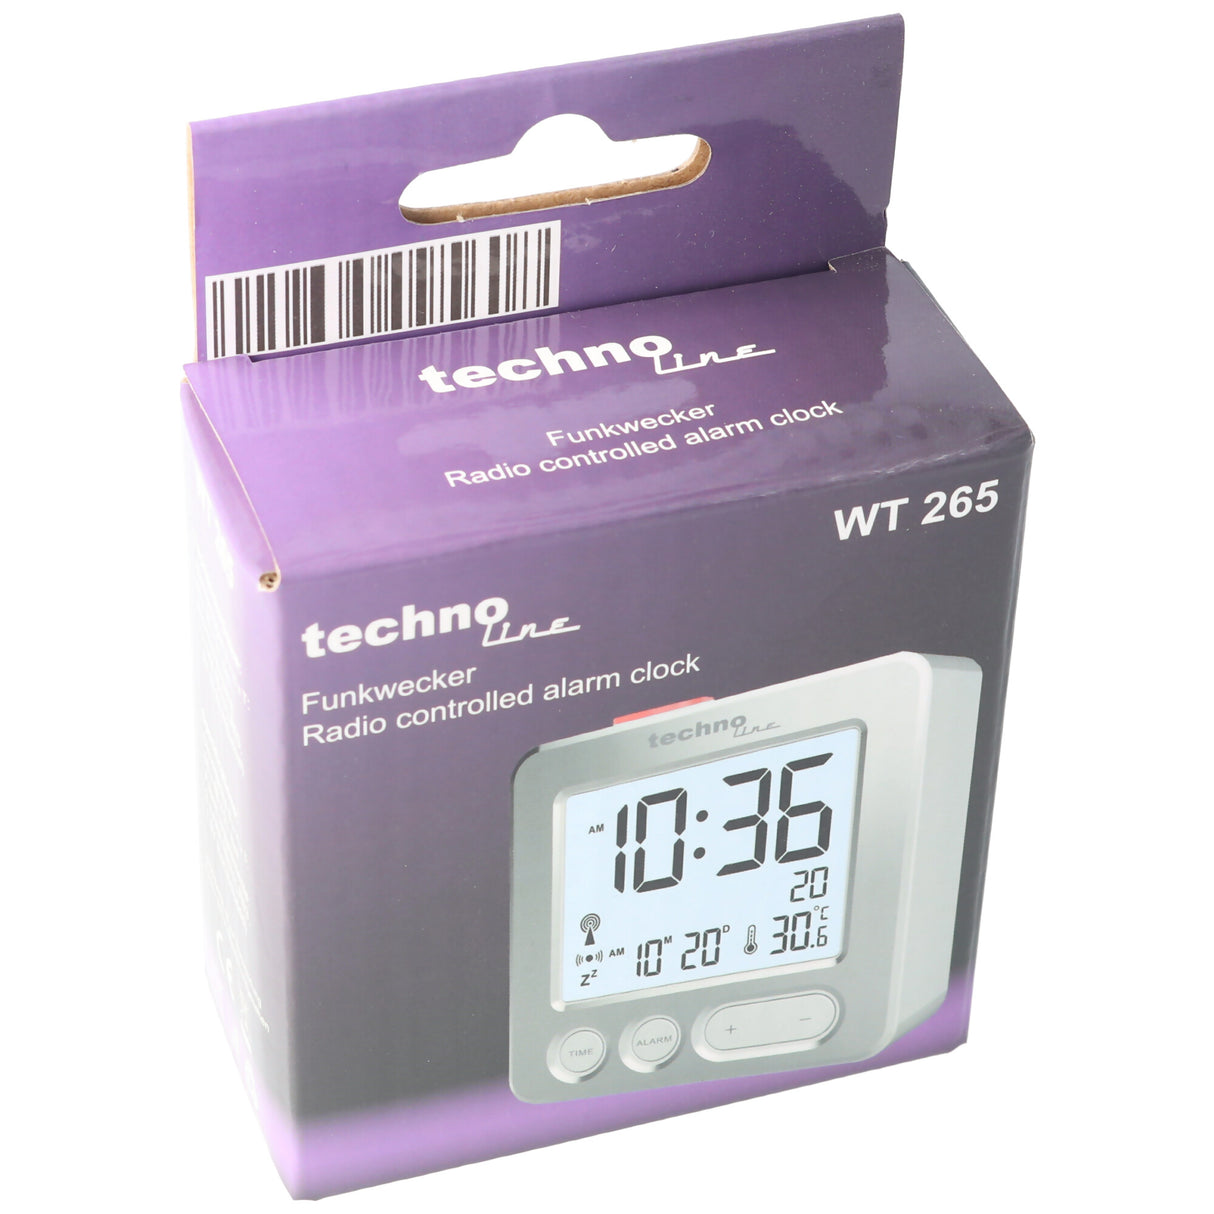 techno line
Funkwecker
Radio controlled alarm clock
WT 265
techno line
Funkwecker
Radio controlled alarm clock
techno line
AM 10:36
20
AM 10 M 20 D 30.6 °C
Z Z
TIME ALARM + −